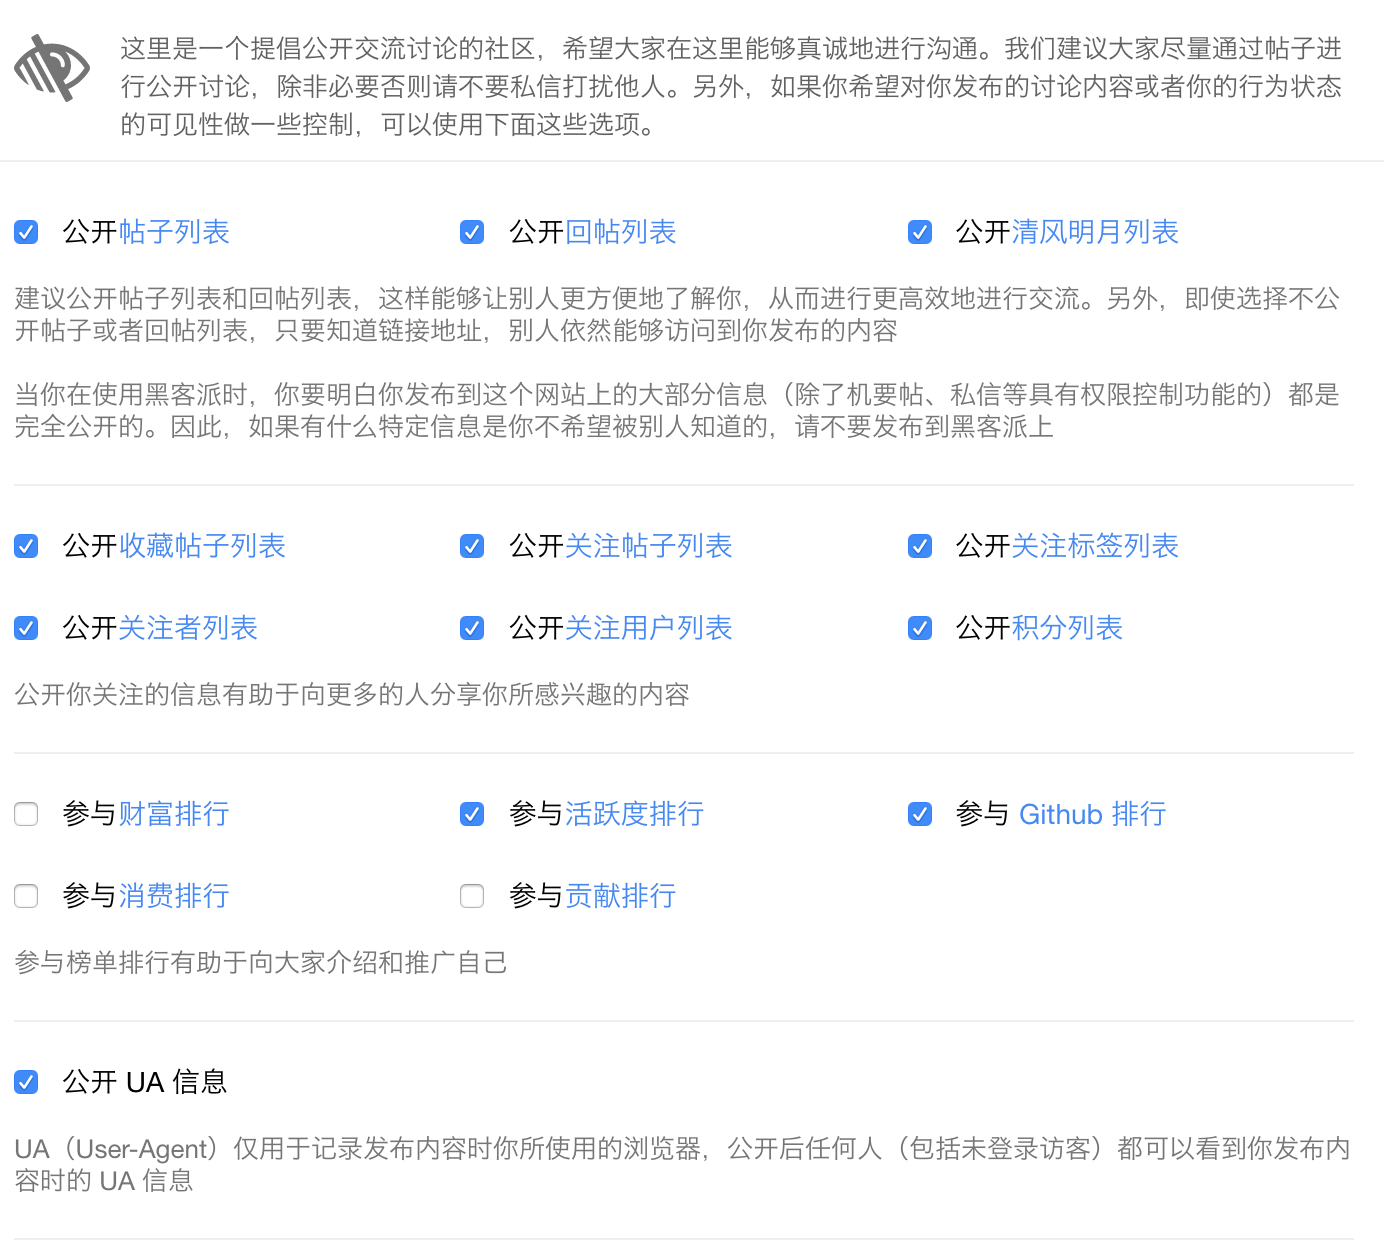 这里是一个提倡公开交流讨论的社区，希望大家在这里能够真诚地进行沟通。我们建议大家尽量通过帖子进
行公开讨论，除非必要否则请不要私信打扰他人。另外，如果你希望对你发布的讨论内容或者你的行为状态
的可见性做一些控制，可以使用下面这些选项。
公开帖子列表 公开回帖列表 公开清风明月列表
建议公开帖子列表和回帖列表，这样能够让别人更方便地了解你，从而进行更高效地进行交流。另外，即使选择不公
开帖子或者回帖列表，只要知道链接地址，别人依然能够访问到你发布的内容
当你在使用黑客派时，你要明白你发布到这个网站上的大部分信息（除了机要帖、私信等具有权限控制功能的）都是
完全公开的。因此，如果有什么特定信息是你不希望被别人知道的，请不要发布到黑客派上
公开收藏帖子列表 公开关注帖子列表 公开关注标签列表
公开关注者列表 公开关注用户列表 公开积分列表
公开你关注的信息有助于向更多的人分享你所感兴趣的内容
参与财富排行 参与活跃度排行 参与 Github 排行
参与消费排行 参与贡献排行
参与榜单排行有助于向大家介绍和推广自己
公开 UA 信息
UA（User-Agent）仅用于记录发布内容时你所使用的浏览器，公开后任何人（包括未登录访客）都可以看到你发布内
容时的 UA 信息